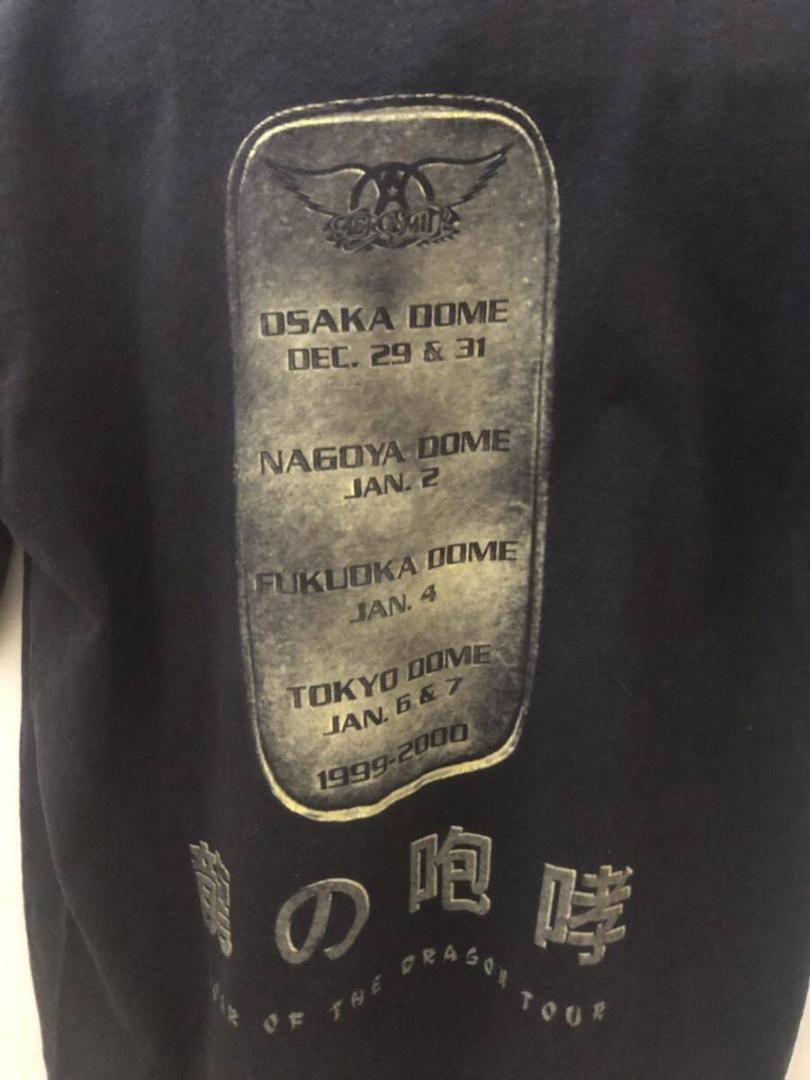 AEROSMITH
OSAKA DOME
DEC. 29 & 31
NAGOYA DOME
JAN. 2
FUKUOKA DOME
JAN. 4
TOKYO DOME
JAN. 6 & 7
1999-2000
龍の咆哮
OF THE DRAGON TOUR